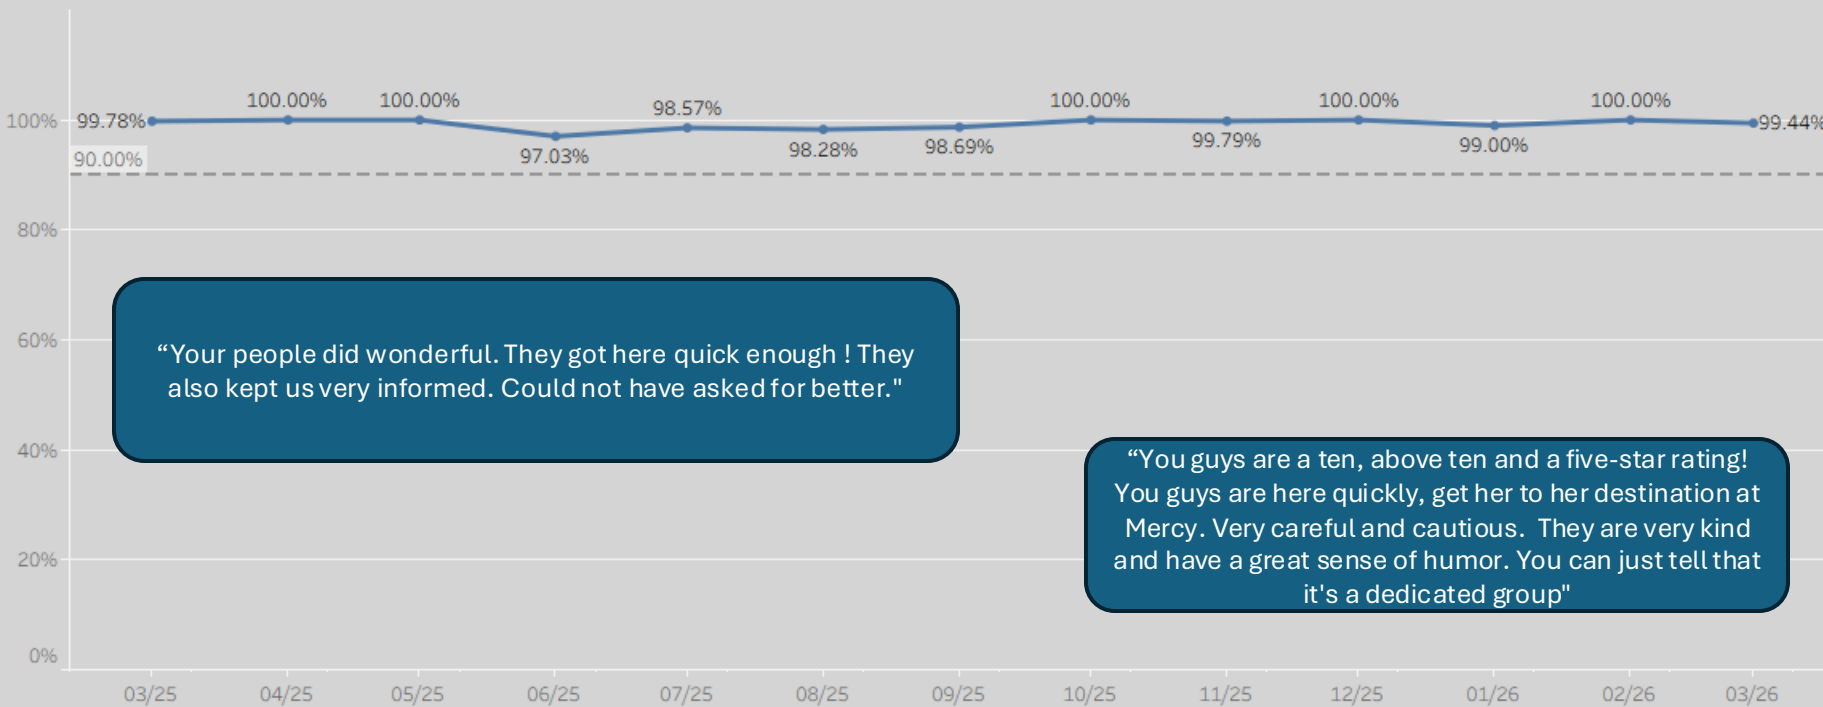 100.00%
100.00%
98.57%
100.00%
100.00%
100.00%
100%
99.78%
99.44%
97.03%
98.28%
98.69%
99.79%
99.00%
90.00%
80%
“Your people did wonderful. They got here quick enough ! They
also kept us very informed. Could not have asked for better."
60%
40%
“You guys are a ten, above ten and a five-star rating!
You guys are here quickly, get her to her destination at
Mercy. Very careful and cautious.  They are very kind
and have a great sense of humor. You can just tell that
it's a dedicated group"
20%
0%
03/25 04/25 05/25 06/25 07/25 08/25 09/25 10/25 11/25 12/25 01/26 02/26 03/26